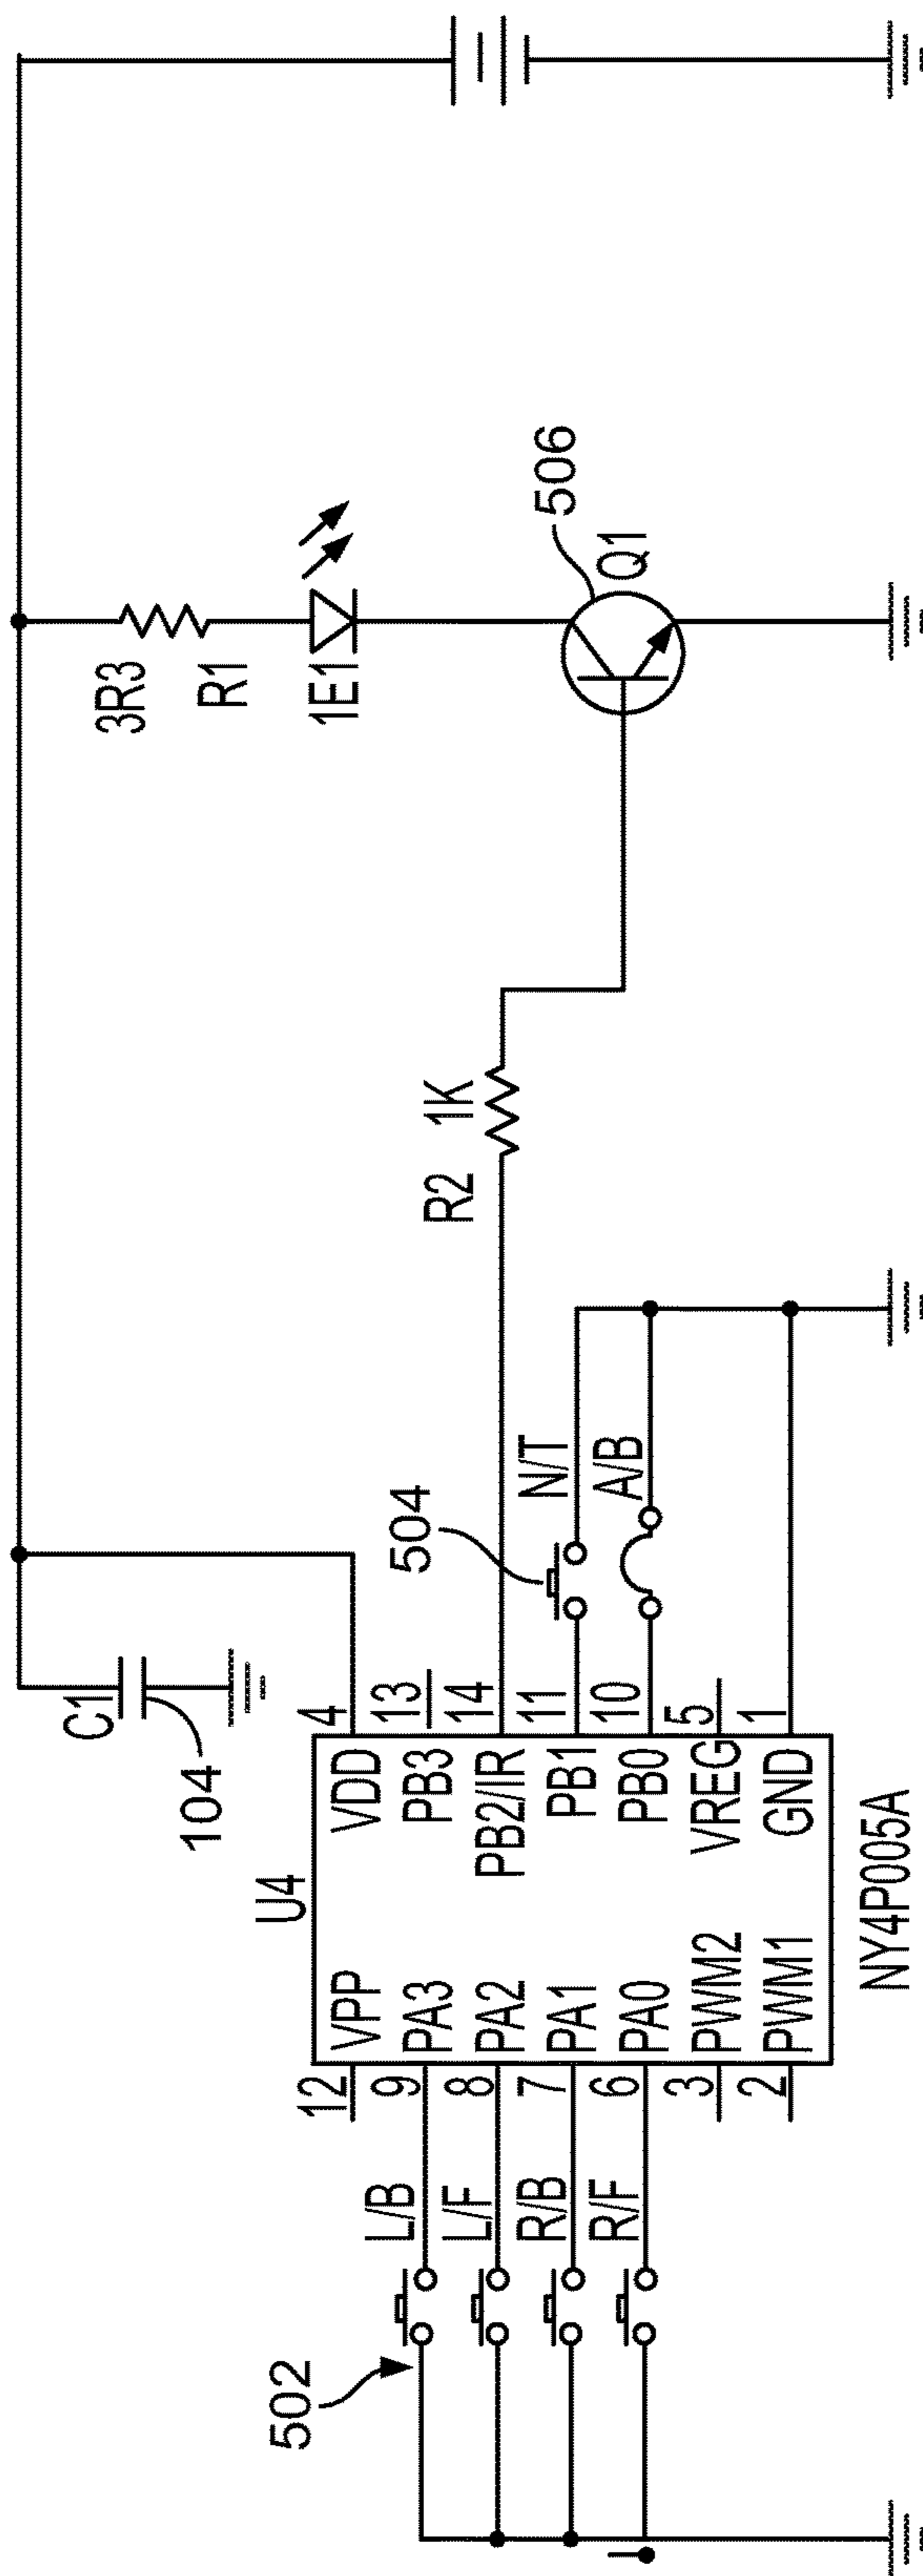 C1
104
3R3
R1
1E1
506
Q1
R2
1K
504
N/T
A/B
U4
12
VPP
VDD
4
9
PA3
PB3
13
8
PA2
PB2/IR
14
7
PA1
PB1
11
6
PA0
PB0
10
3
PWM2
VREG
5
2
PWM1
GND
1
NY4P005A
502
L/B
L/F
R/B
R/F